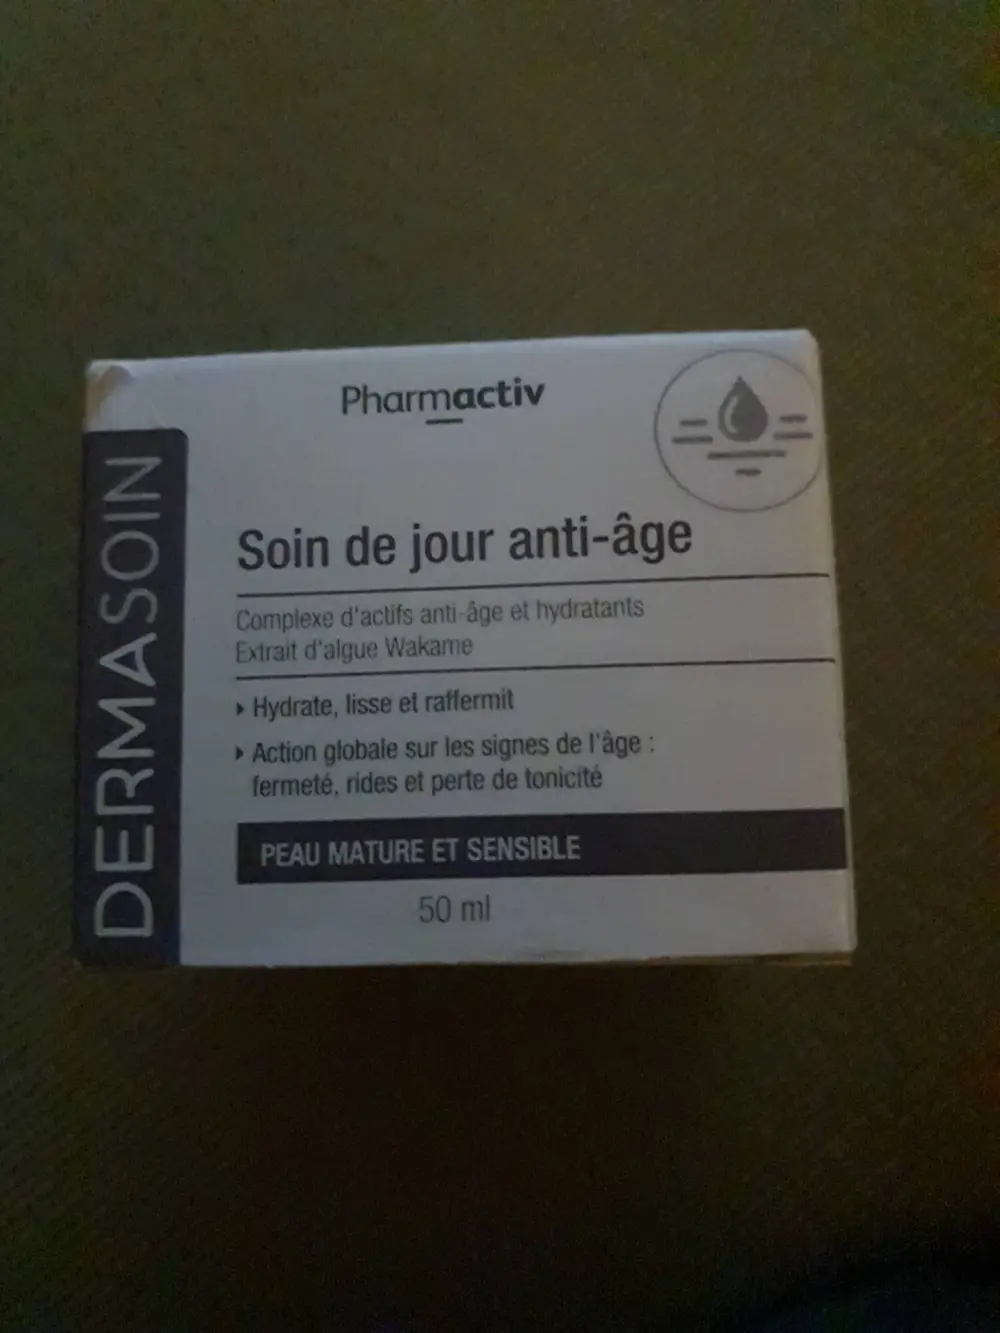 Pharmactiv
DERMASOIN
Soin de jour anti-âge
Complexe d'actifs anti-âge et hydratants
Extrait d'algue Wakame
Hydrate, lisse et raffermit
Action globale sur les signes de l'âge :
fermeté, rides et perte de tonicité
PEAU MATURE ET SENSIBLE
50 ml